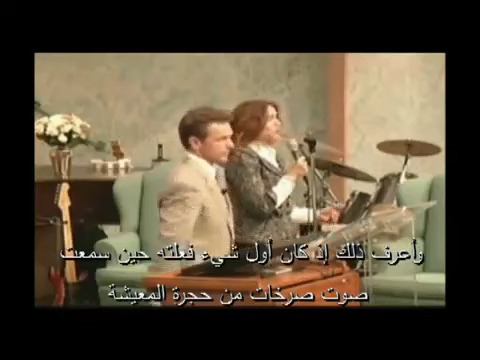 وأعرف ذلك إذ كان أول شيء فعلته حين سمعت
صوت صرخات من حجرة المعيشة